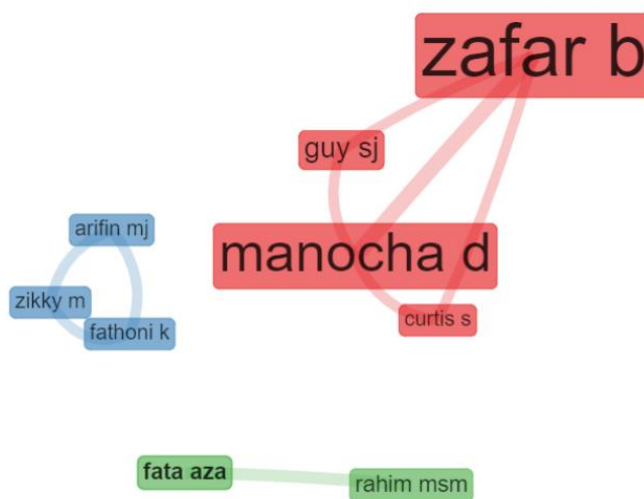 zafar b
guy sj
arifin mj
manocha d
zikky m
curtis s
fathoni k
fata aza
rahim msm